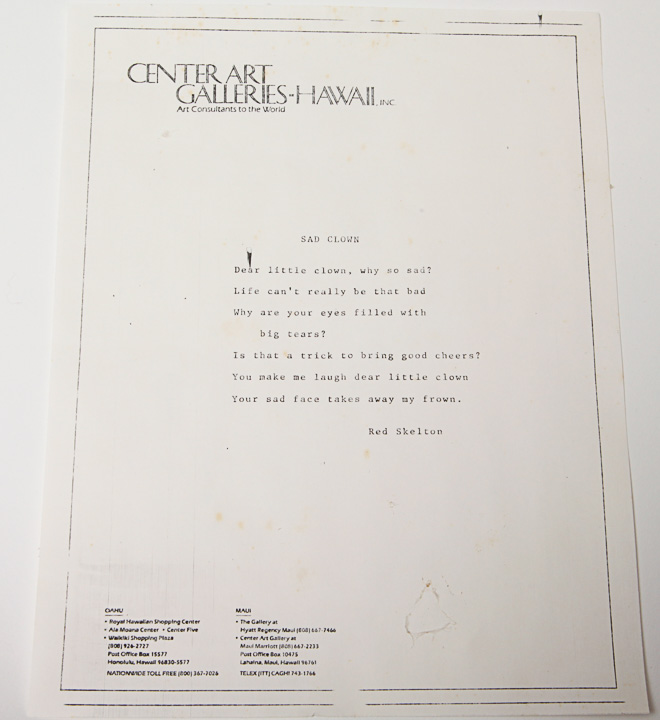 CENTER ART
GALLERIES-HAWAII, INC.
Art Consultants to the World
SAD CLOWN
Dear little clown, why so sad?
Life can't really be that bad
Why are your eyes filled with
big tears?
Is that a trick to bring good cheers?
You make me laugh dear little clown
Your sad face takes away my frown.
Red Skelton
OAHU
• Royal Hawaiian Shopping Center
• Ala Moana Center • Center Five
• Waikiki Shopping Plaza
(808) 926-2727
Post Office Box 15577
Honolulu, Hawaii 96830-5577
NATIONWIDE TOLL FREE (800) 367-7026
MAUI
• The Gallery at
Hyatt Regency Maui (808) 667-7466
• Center Art Gallery at
Maui Marriott (808) 667-2233
Post Office Box 10475
Lahaina, Maui, Hawaii 96761
TELEX (ITT) CAGHI 743-1766